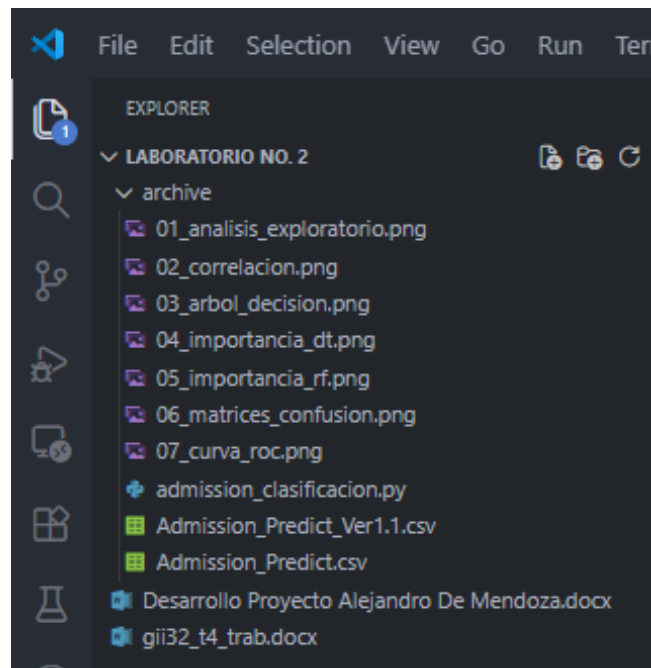 File Edit Selection View Go Run Ter
EXPLORER
1
LABORATORIO NO. 2
archive
01_analisis_exploratorio.png
02_correlacion.png
03_arbol_decision.png
04_importancia_dt.png
05_importancia_rf.png
06_matrices_confusion.png
07_curva_roc.png
admission_clasificacion.py
Admission_Predict_Ver1.1.csv
Admission_Predict.csv
Desarrollo Proyecto Alejandro De Mendoza.docx
gii32_t4_trab.docx